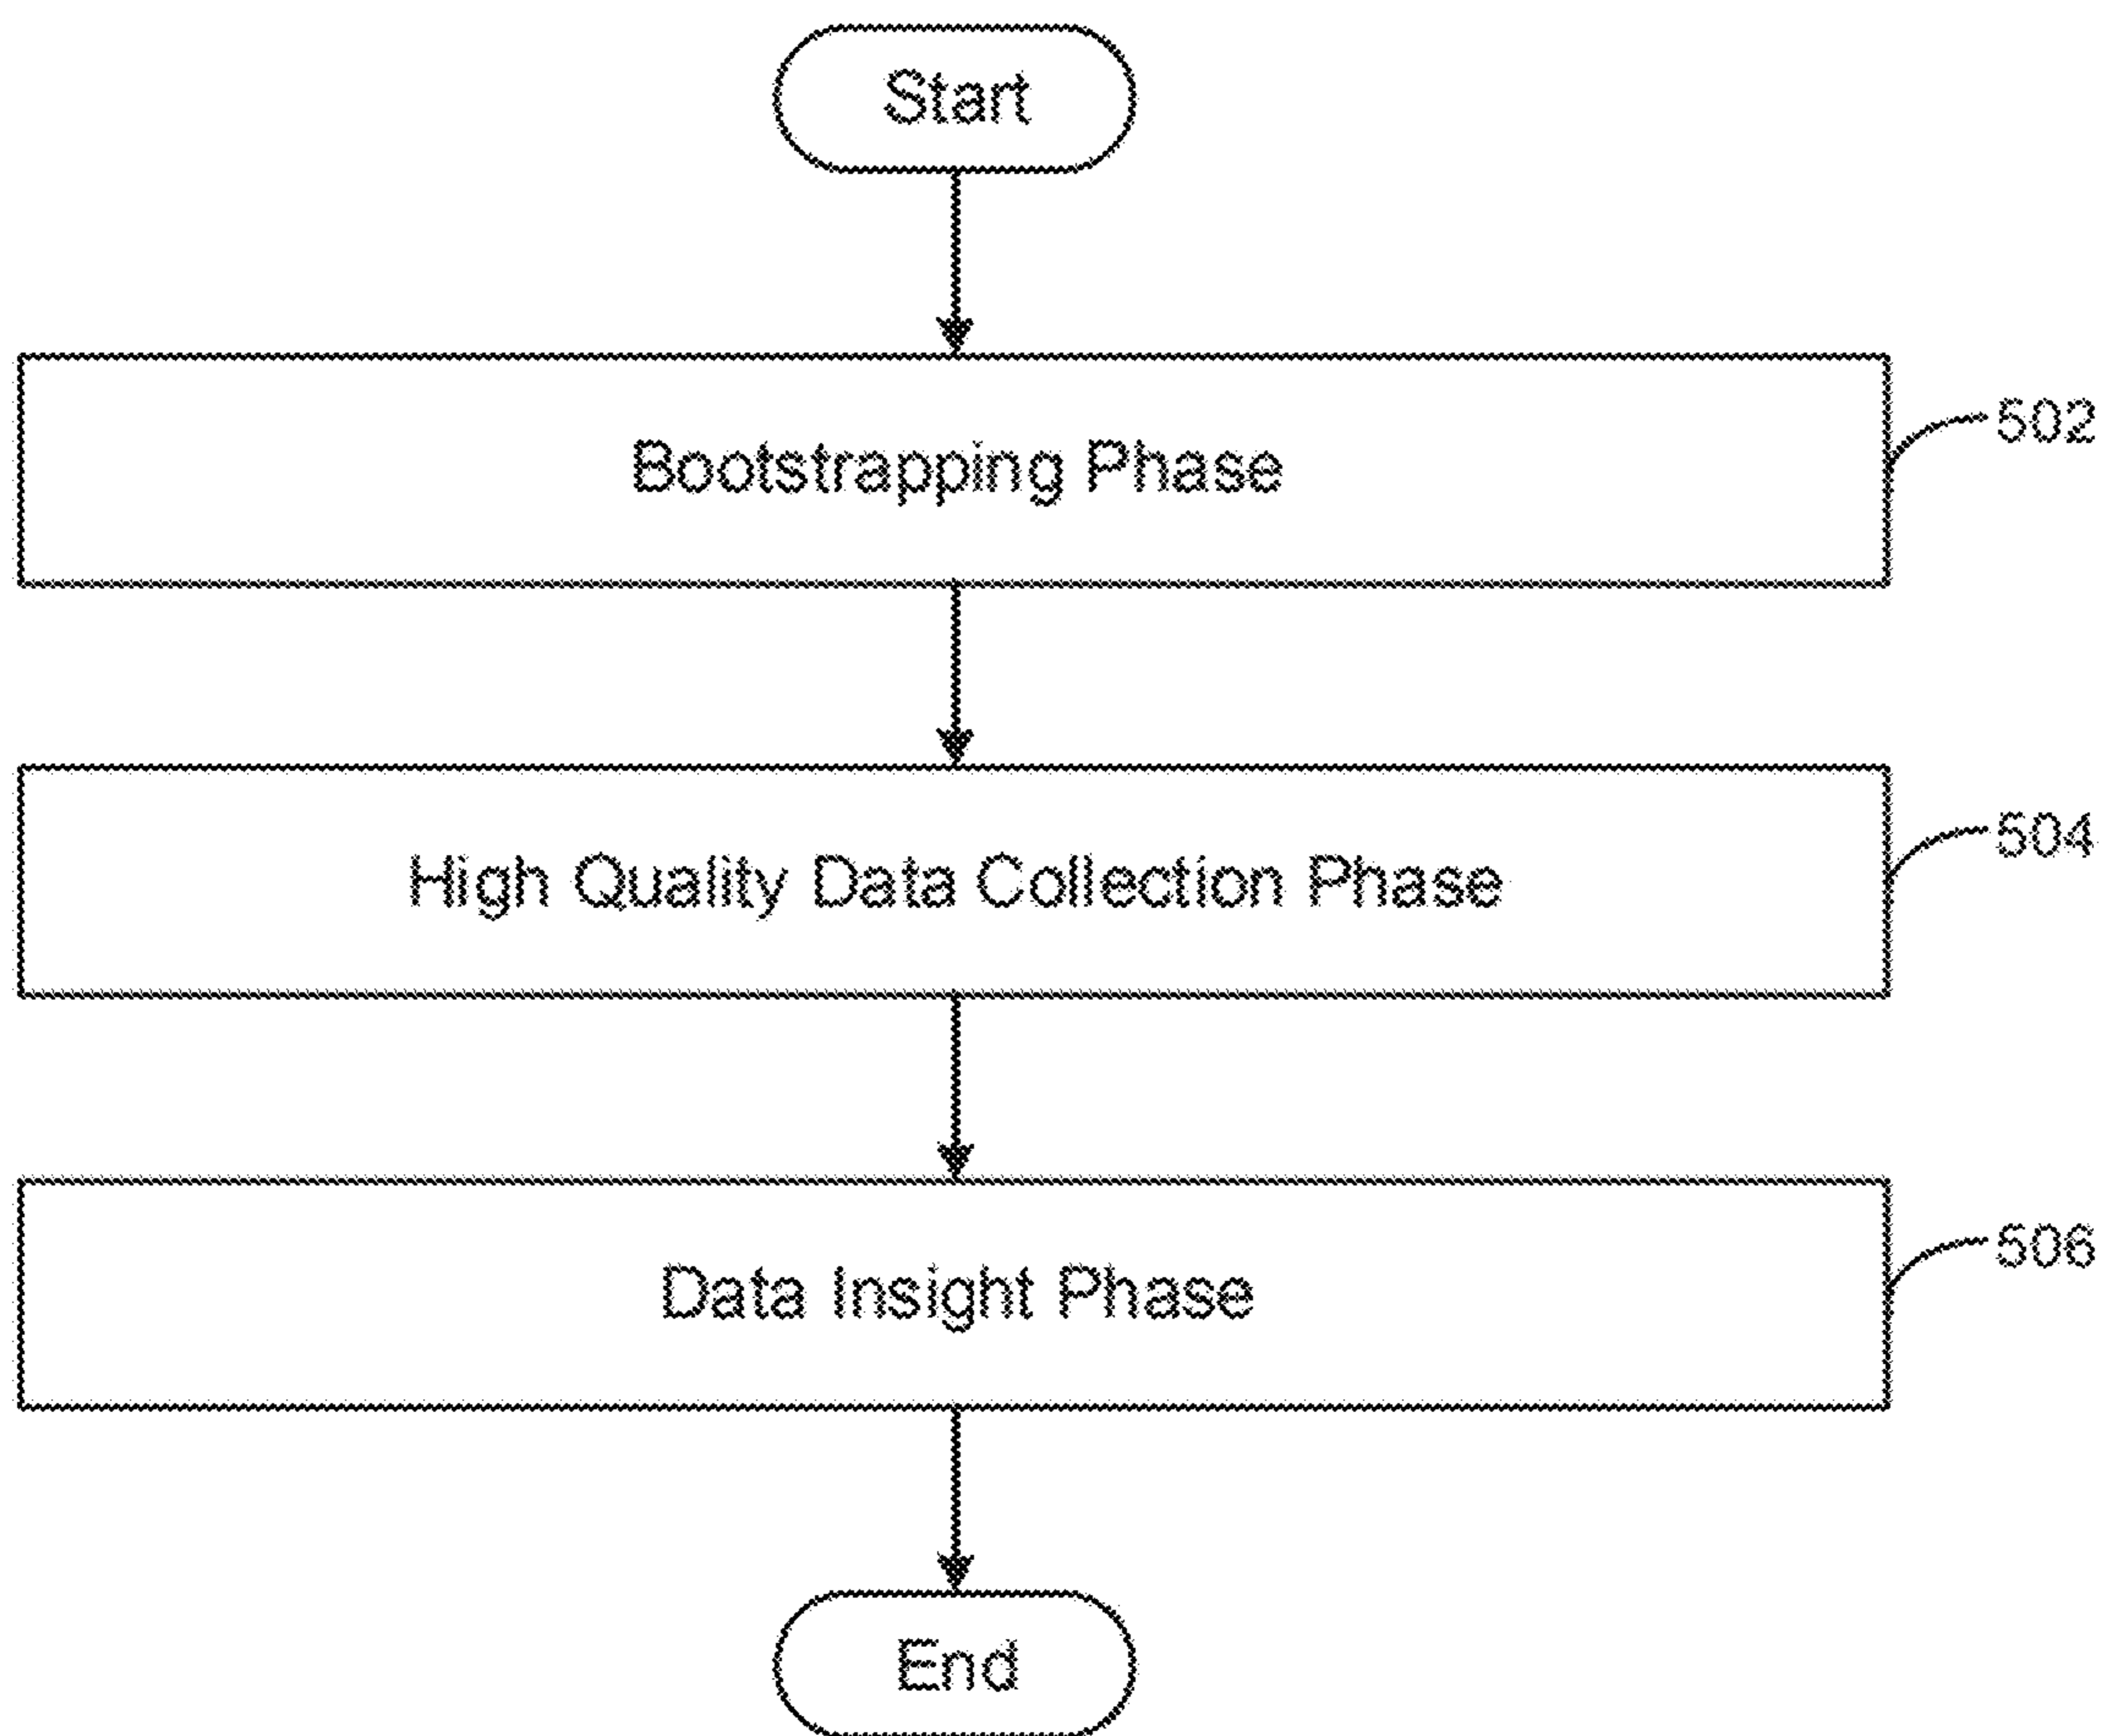 Start
Bootstrapping Phase
502
High Quality Data Collection Phase
504
Data Insight Phase
506
End